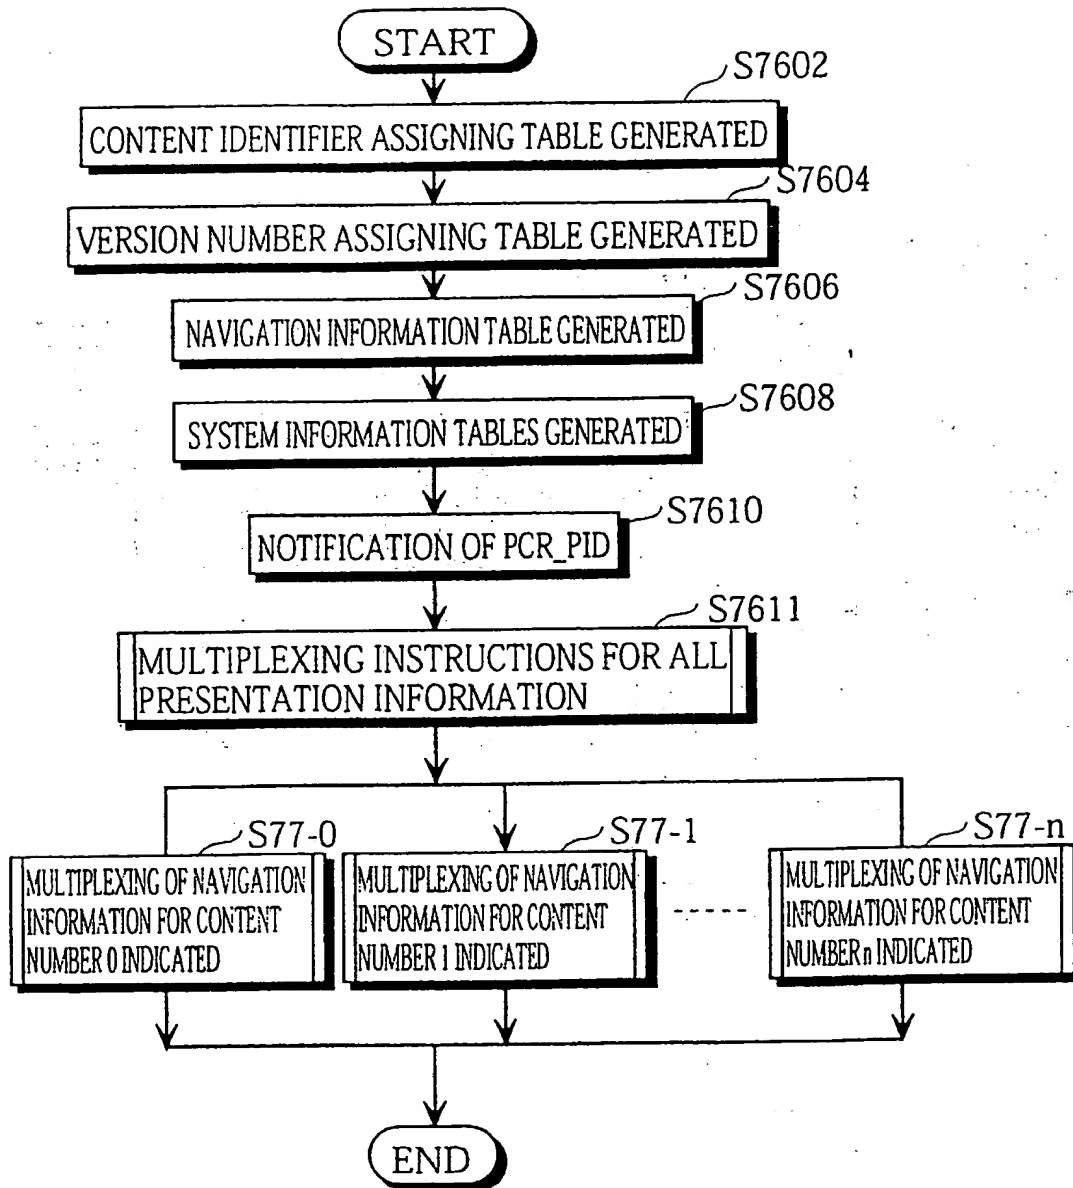 START
S7602
CONTENT IDENTIFIER ASSIGNING TABLE GENERATED
S7604
VERSION NUMBER ASSIGNING TABLE GENERATED
S7606
NAVIGATION INFORMATION TABLE GENERATED
S7608
SYSTEM INFORMATION TABLES GENERATED
S7610
NOTIFICATION OF PCR_PID
S7611
MULTIPLEXING INSTRUCTIONS FOR ALL
PRESENTATION INFORMATION
S77-0
MULTIPLEXING OF NAVIGATION
INFORMATION FOR CONTENT
NUMBER 0 INDICATED
S77-1
MULTIPLEXING OF NAVIGATION
INFORMATION FOR CONTENT
NUMBER 1 INDICATED
S77-n
MULTIPLEXING OF NAVIGATION
INFORMATION FOR CONTENT
NUMBER n INDICATED
END